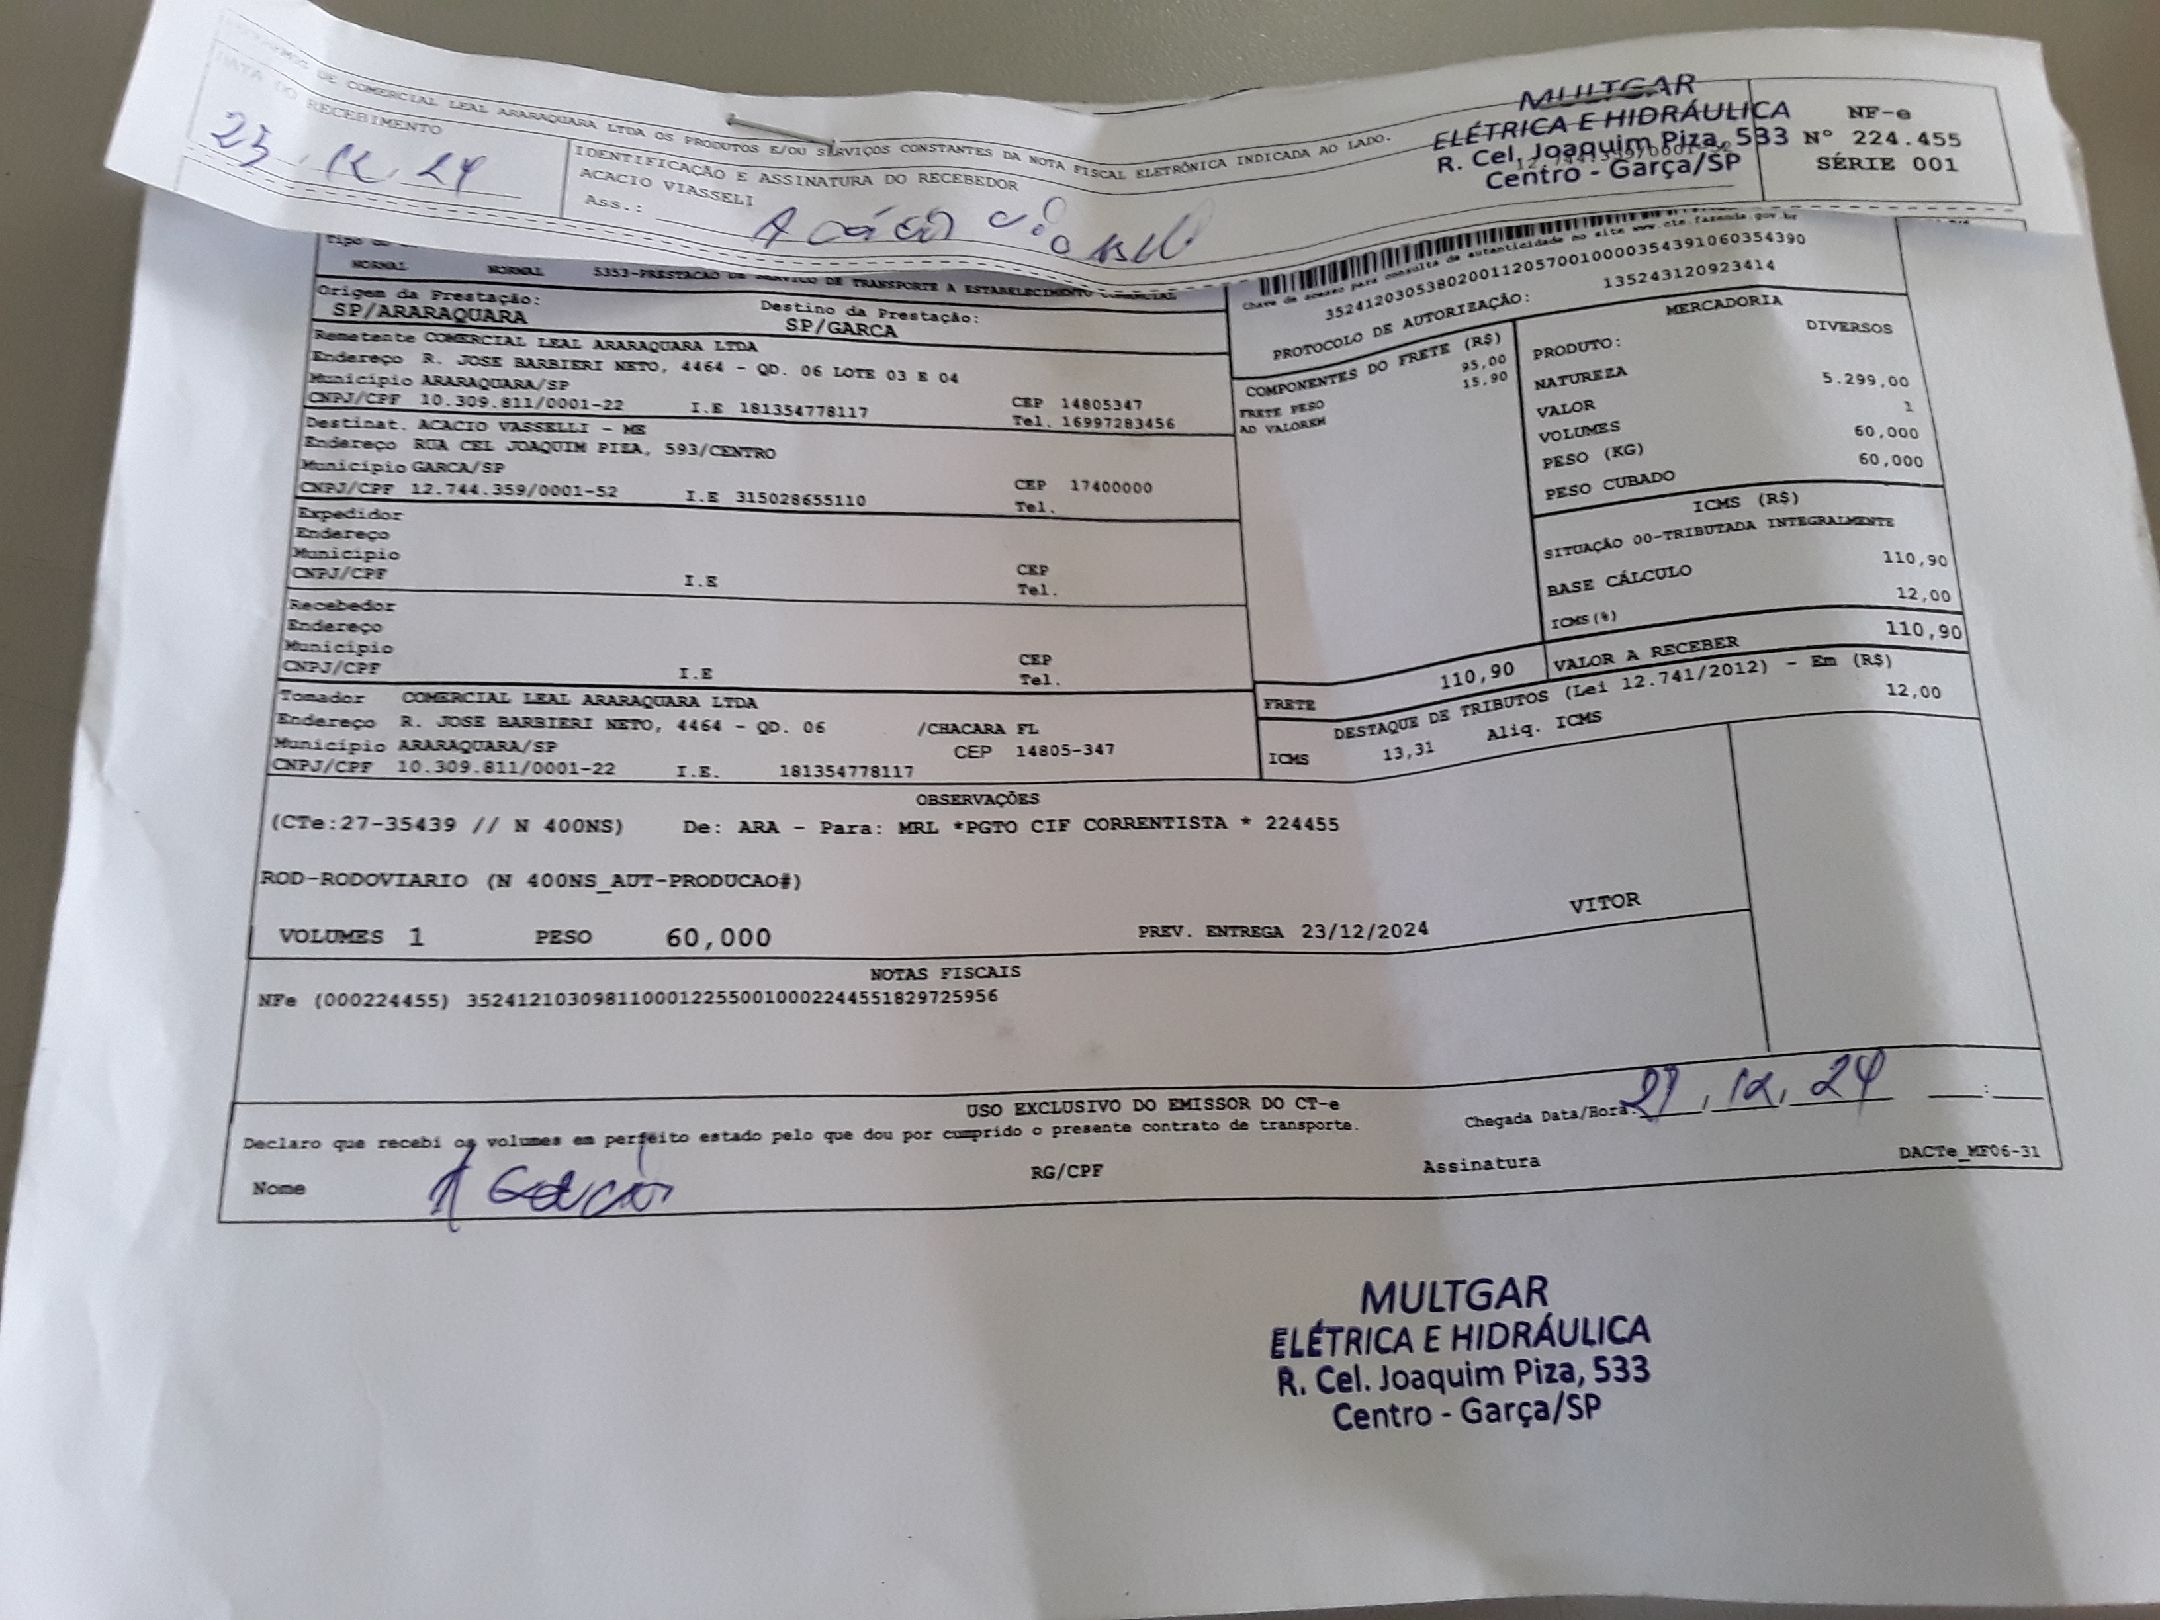 DE COMERCIAL LEAL ARARAQUARA LTDA OS PRODUTOS E/OU SERVIÇOS CONSTANTES DA NOTA FISCAL ELETRÔNICA INDICADA AO LADO.
DATA DO RECEBIMENTO
23.12.24
IDENTIFICAÇÃO E ASSINATURA DO RECEBEDOR
ACACIO VIASSELI
Ass.:
MULTGAR
ELÉTRICA E HIDRÁULICA
R. Cel. Joaquim Piza, 533
Centro - Garça/SP
NF-e
Nº 224.455
SÉRIE 001
NORMAL NORMAL 5353-PRESTACAO DE SERVIÇO DE TRANSPORTE A ESTABELECIMENTO COMERCIAL
Origem da Prestação: Destino da Prestação:
SP/ARARAQUARA SP/GARCA
Remetente COMERCIAL LEAL ARARAQUARA LTDA
Endereço R. JOSE BARBIERI NETO, 4464 - QD. 06 LOTE 03 E 04
Município ARARAQUARA/SP CEP 14805347
CNPJ/CPF 10.309.811/0001-22 I.E 181354778117 Tel. 16997283456
Destinat. ACACIO VASSELLI - ME
Endereço RUA CEL JOAQUIM PIZA, 593/CENTRO
Município GARCA/SP CEP 17400000
CNPJ/CPF 12.744.359/0001-52 I.E 315028655110 Tel.
Expedidor
Endereço
Município CEP
CNPJ/CPF I.E Tel.
Recebedor
Endereço
Município CEP
CNPJ/CPF I.E Tel.
Tomador COMERCIAL LEAL ARARAQUARA LTDA
Endereço R. JOSE BARBIERI NETO, 4464 - QD. 06 /CHACARA FL
Município ARARAQUARA/SP CEP 14805-347
CNPJ/CPF 10.309.811/0001-22 I.E. 181354778117
Chave de acesso para consulta de autenticidade no site www.cte.fazenda.gov.br
35241203053802001120570010000354391060354390
PROTOCOLO DE AUTORIZAÇÃO: 135243120923414
COMPONENTES DO FRETE (R$)
FRETE PESO 95,00
AD VALOREM 15,90
MERCADORIA
PRODUTO: DIVERSOS
NATUREZA
VALOR 5.299,00
VOLUMES 1
PESO (KG) 60,000
PESO CUBADO 60,000
ICMS (R$)
SITUAÇÃO 00-TRIBUTADA INTEGRALMENTE
BASE CÁLCULO 110,90
ICMS(%) 12,00
FRETE 110,90 VALOR A RECEBER 110,90
DESTAQUE DE TRIBUTOS (Lei 12.741/2012) - Em (R$)
ICMS 13,31 Aliq. ICMS 12,00
OBSERVAÇÕES
(CTe:27-35439 // N 400NS) De: ARA - Para: MRL *PGTO CIF CORRENTISTA * 224455
ROD-RODOVIARIO (N 400NS_AUT-PRODUCAO#)
VITOR
VOLUMES 1 PESO 60,000 PREV. ENTREGA 23/12/2024
NOTAS FISCAIS
NFe (000224455) 35241210309811000122550010002244551829725956
USO EXCLUSIVO DO EMISSOR DO CT-e
Declaro que recebi os volumes em perfeito estado pelo que dou por cumprido o presente contrato de transporte.
Chegada Data/Hora: , 12, 24 :
Nome Acácio RG/CPF Assinatura
DACTe_MF06-31
MULTGAR
ELÉTRICA E HIDRÁULICA
R. Cel. Joaquim Piza, 533
Centro - Garça/SP